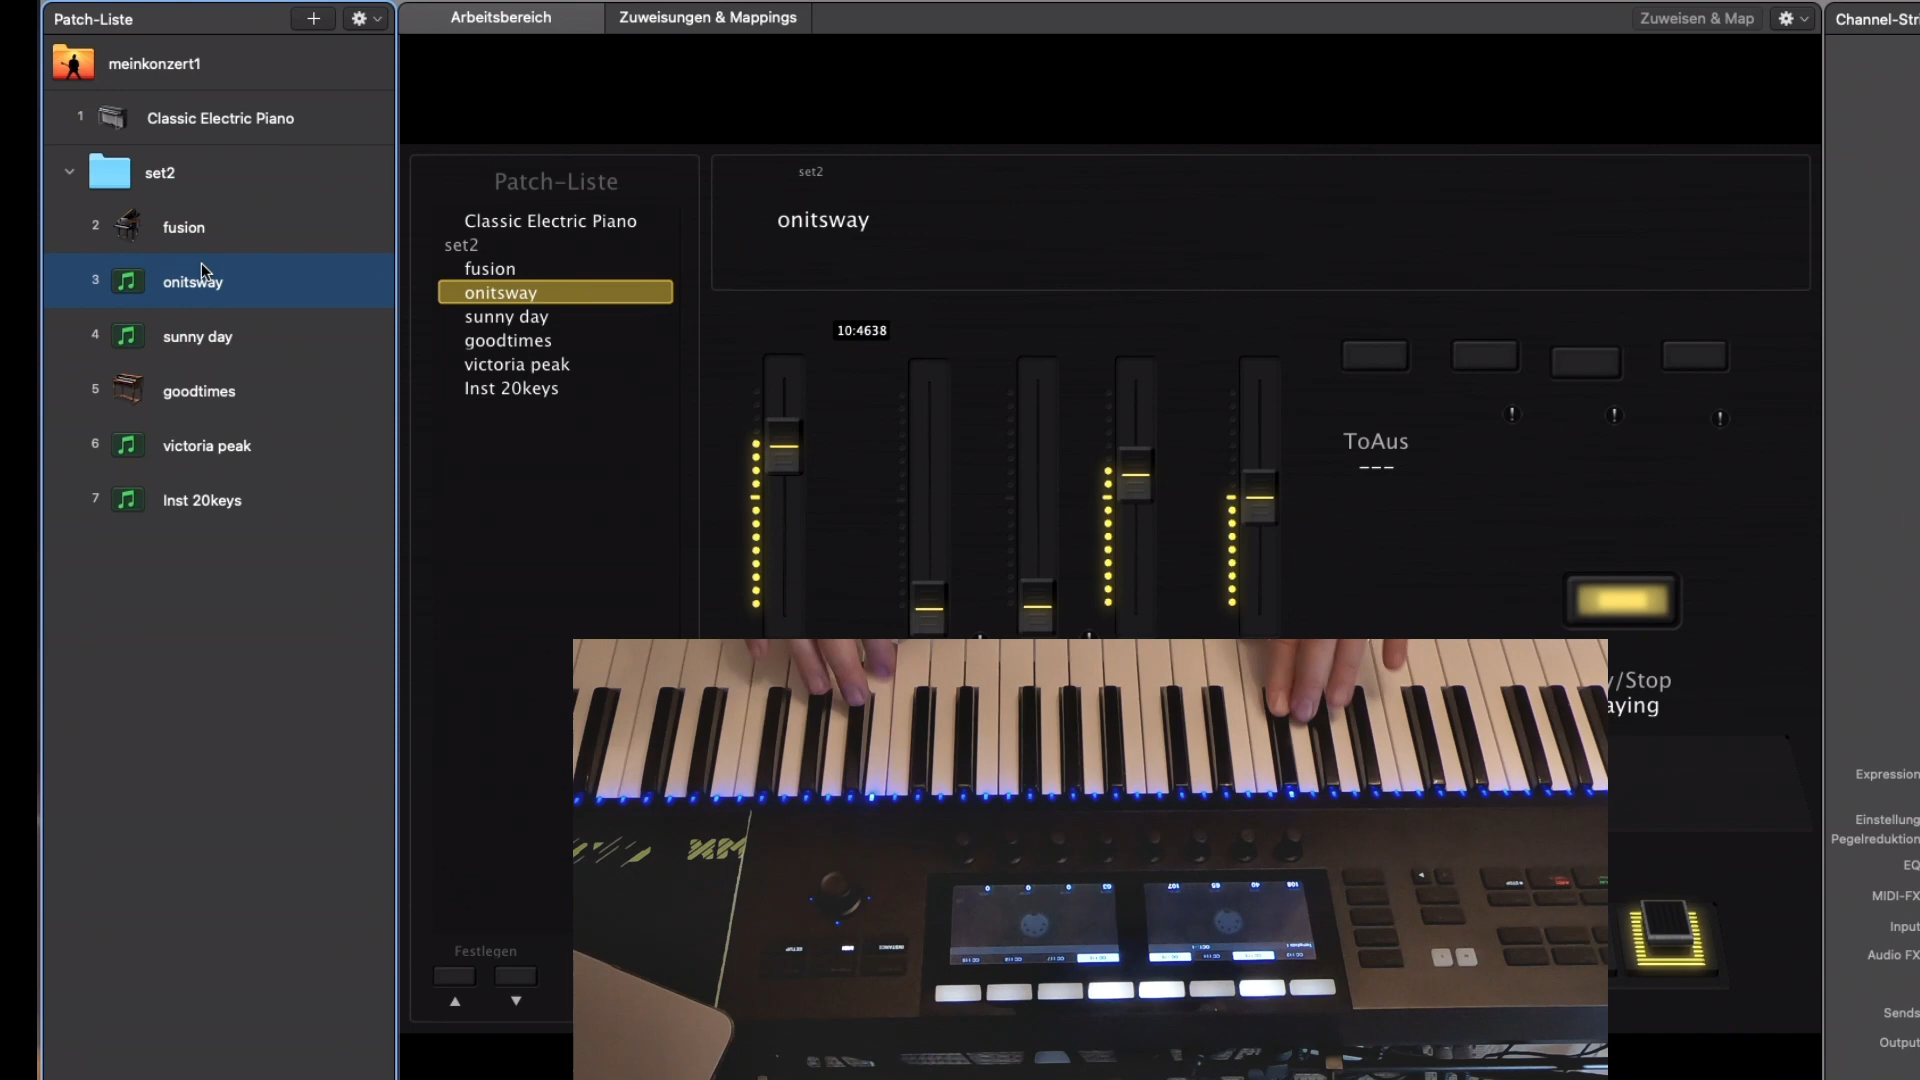 Patch-Liste
meinkonzert1
1 Classic Electric Piano
set2
2 fusion
3 onitsway
4 sunny day
5 goodtimes
6 victoria peak
7 Inst 20keys
Arbeitsbereich
Zuweisungen & Mappings
Zuweisen & Map
Channel-Stri
Patch-Liste
Classic Electric Piano
set2
fusion
onitsway
sunny day
goodtimes
victoria peak
Inst 20keys
Festlegen
set2
onitsway
10:4638
ToAus
---
y/Stop
aying
Expression
Einstellung
Pegelreduktion
EQ
MIDI-FX
Input
Audio FX
Sends
Output